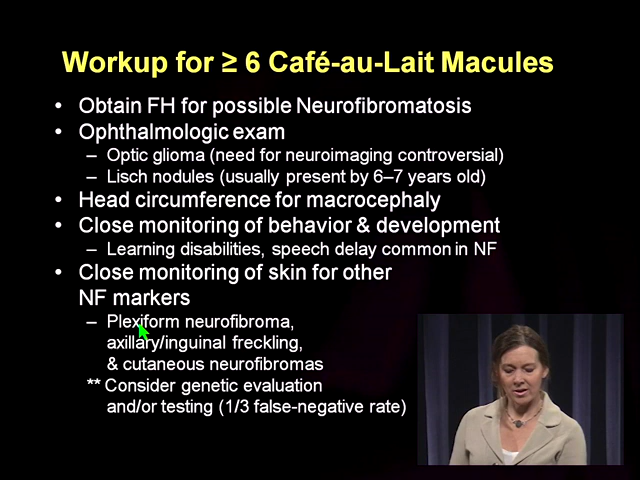 Workup for ≥ 6 Café-au-Lait Macules
• Obtain FH for possible Neurofibromatosis
• Ophthalmologic exam
– Optic glioma (need for neuroimaging controversial)
– Lisch nodules (usually present by 6–7 years old)
• Head circumference for macrocephaly
• Close monitoring of behavior & development
– Learning disabilities, speech delay common in NF
• Close monitoring of skin for other
NF markers
– Plexiform neurofibroma,
axillary/inguinal freckling,
& cutaneous neurofibromas
** Consider genetic evaluation
and/or testing (1/3 false-negative rate)